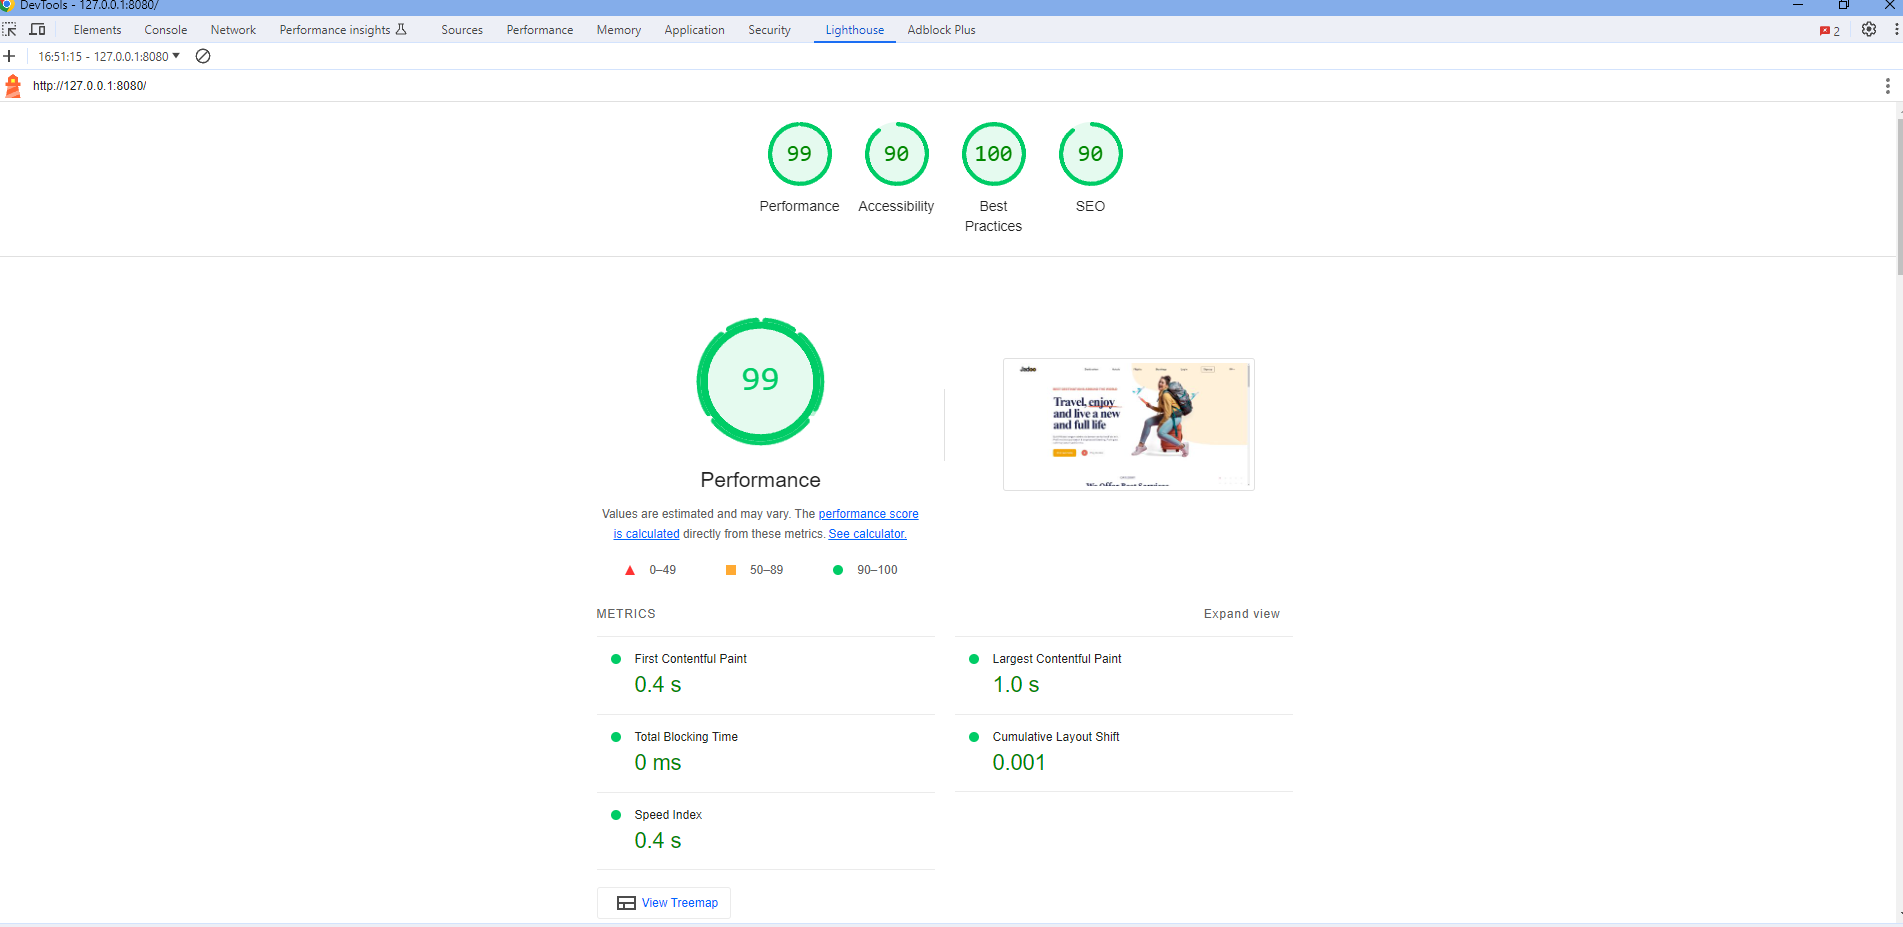 DevTools - 127.0.0.1:8080/
Elements Console Network Performance insights Sources Performance Memory Application Security Lighthouse Adblock Plus 2
16:51:15 - 127.0.0.1:8080
http://127.0.0.1:8080/
99 90 100 90
Performance Accessibility Best Practices SEO
99
Performance
Values are estimated and may vary. The performance score
is calculated directly from these metrics. See calculator.
0–49 50–89 90–100
Jadoo
Travel, enjoy
and live a new
and full life
We Offer Best Services
METRICS Expand view
First Contentful Paint
0.4 s
Largest Contentful Paint
1.0 s
Total Blocking Time
0 ms
Cumulative Layout Shift
0.001
Speed Index
0.4 s
View Treemap